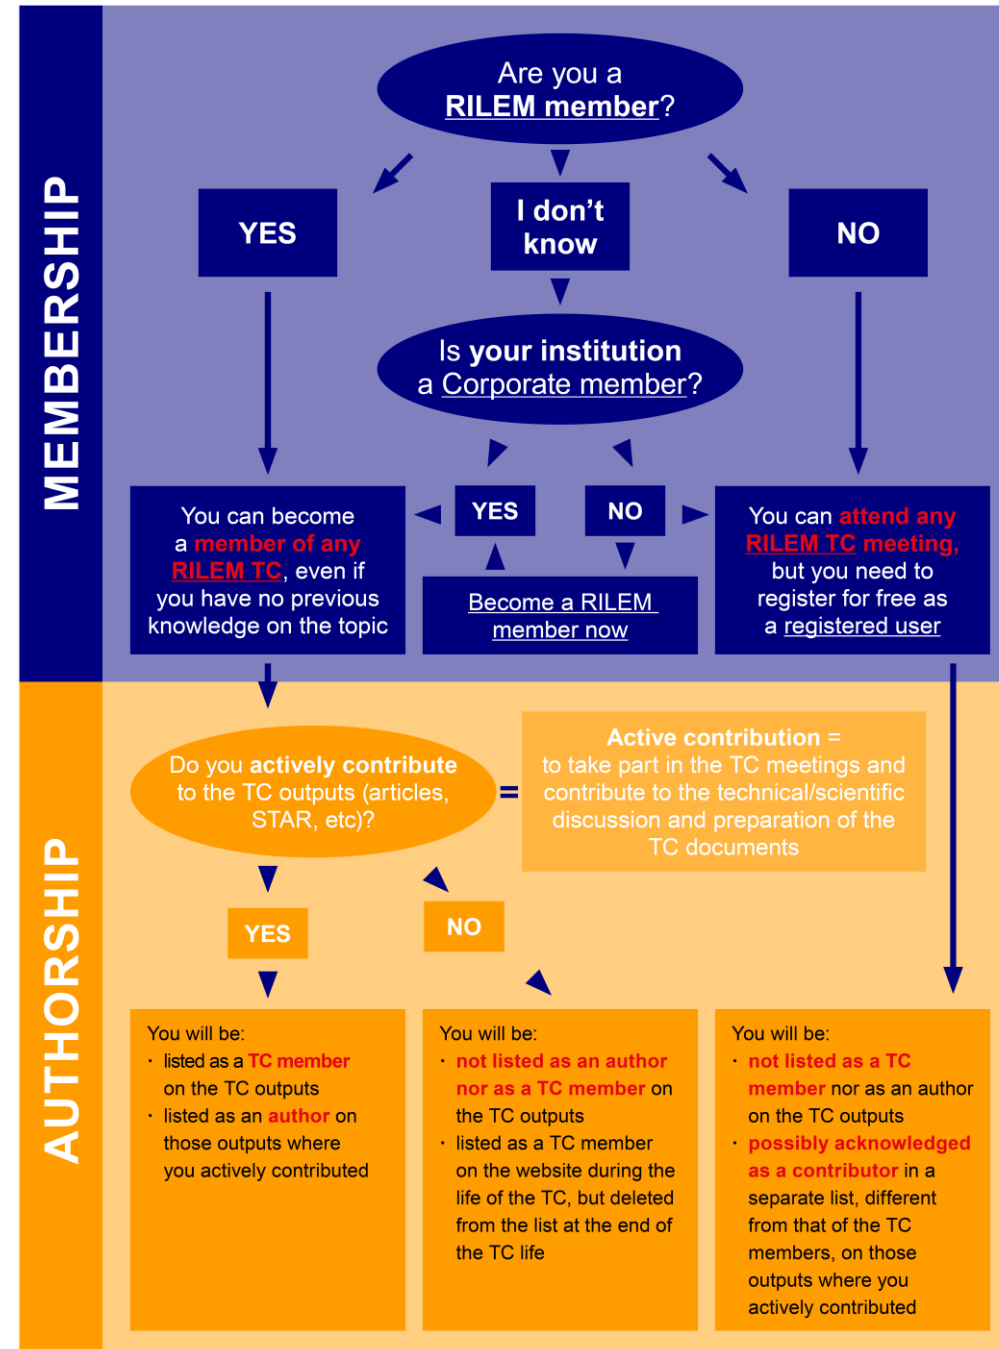 MEMBERSHIP
Are you a
RILEM member?
YES
I don't
know
NO
Is your institution
a Corporate member?
YES
NO
You can become
a member of any
RILEM TC, even if
you have no previous
knowledge on the topic
Become a RILEM
member now
You can attend any
RILEM TC meeting,
but you need to
register for free as
a registered user
AUTHORSHIP
Do you actively contribute
to the TC outputs (articles,
STAR, etc)?
=
Active contribution =
to take part in the TC meetings and
contribute to the technical/scientific
discussion and preparation of the
TC documents
YES
NO
You will be:
· listed as a TC member
on the TC outputs
· listed as an author on
those outputs where
you actively contributed
You will be:
· not listed as an author
nor as a TC member on
the TC outputs
· listed as a TC member
on the website during the
life of the TC, but deleted
from the list at the end of
the TC life
You will be:
· not listed as a TC
member nor as an author
on the TC outputs
· possibly acknowledged
as a contributor in a
separate list, different
from that of the TC
members, on those
outputs where you
actively contributed